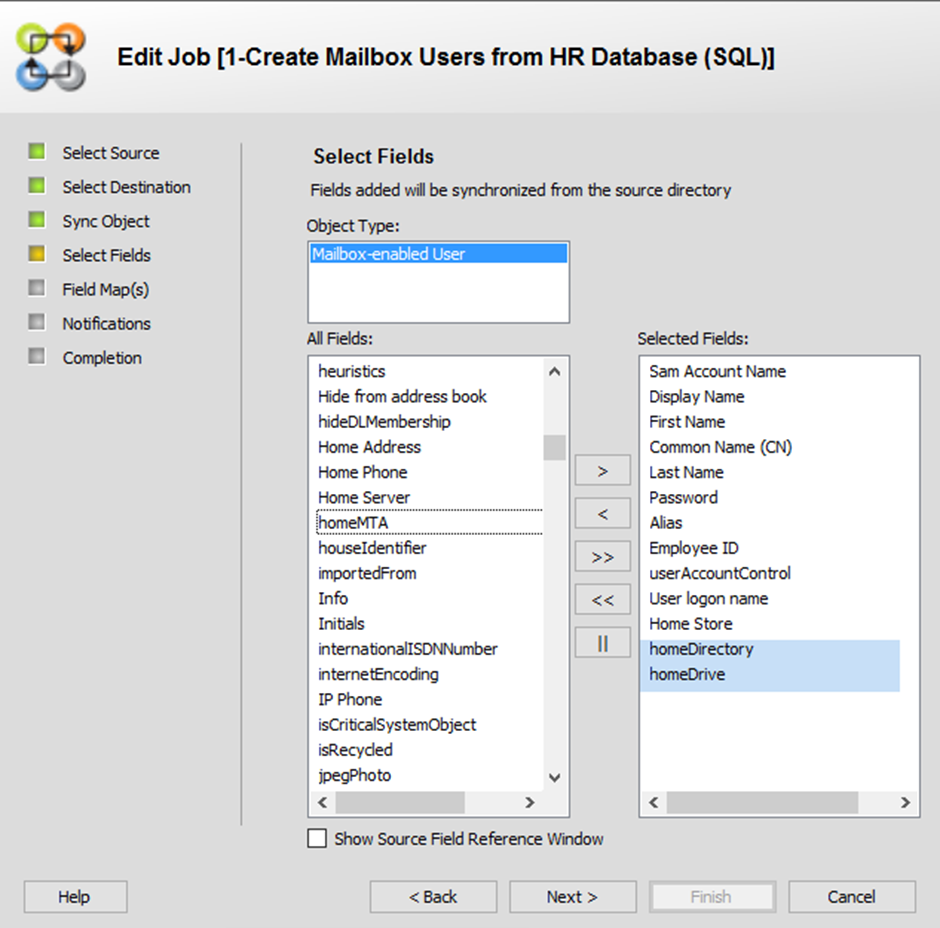 Edit Job [1-Create Mailbox Users from HR Database (SQL)]
Select Source
Select Destination
Sync Object
Select Fields
Field Map(s)
Notifications
Completion
Select Fields
Fields added will be synchronized from the source directory
Object Type:
Mailbox-enabled User
All Fields:
heuristics
Hide from address book
hideDLMembership
Home Address
Home Phone
Home Server
homeMTA
houseIdentifier
importedFrom
Info
Initials
internationalISDNNumber
internetEncoding
IP Phone
isCriticalSystemObject
isRecycled
jpegPhoto
>
<
>>
<<
||
Selected Fields:
Sam Account Name
Display Name
First Name
Common Name (CN)
Last Name
Password
Alias
Employee ID
userAccountControl
User logon name
Home Store
homeDirectory
homeDrive
Show Source Field Reference Window
Help
< Back
Next >
Finish
Cancel